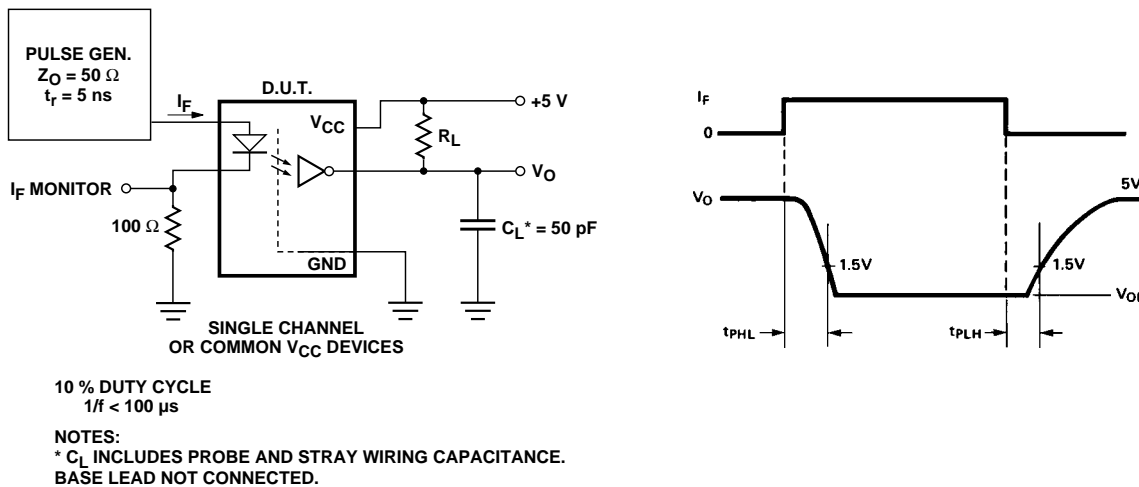 PULSE GEN.
ZO = 50 Ω
tr = 5 ns
IF
D.U.T.
VCC
+5 V
RL
VO
IF MONITOR
100 Ω
CL* = 50 pF
GND
SINGLE CHANNEL
OR COMMON VCC DEVICES
10 % DUTY CYCLE
1/f < 100 µs
NOTES:
* CL INCLUDES PROBE AND STRAY WIRING CAPACITANCE.
BASE LEAD NOT CONNECTED.
IF
0
VO
5V
1.5V
1.5V
tPHL
tPLH